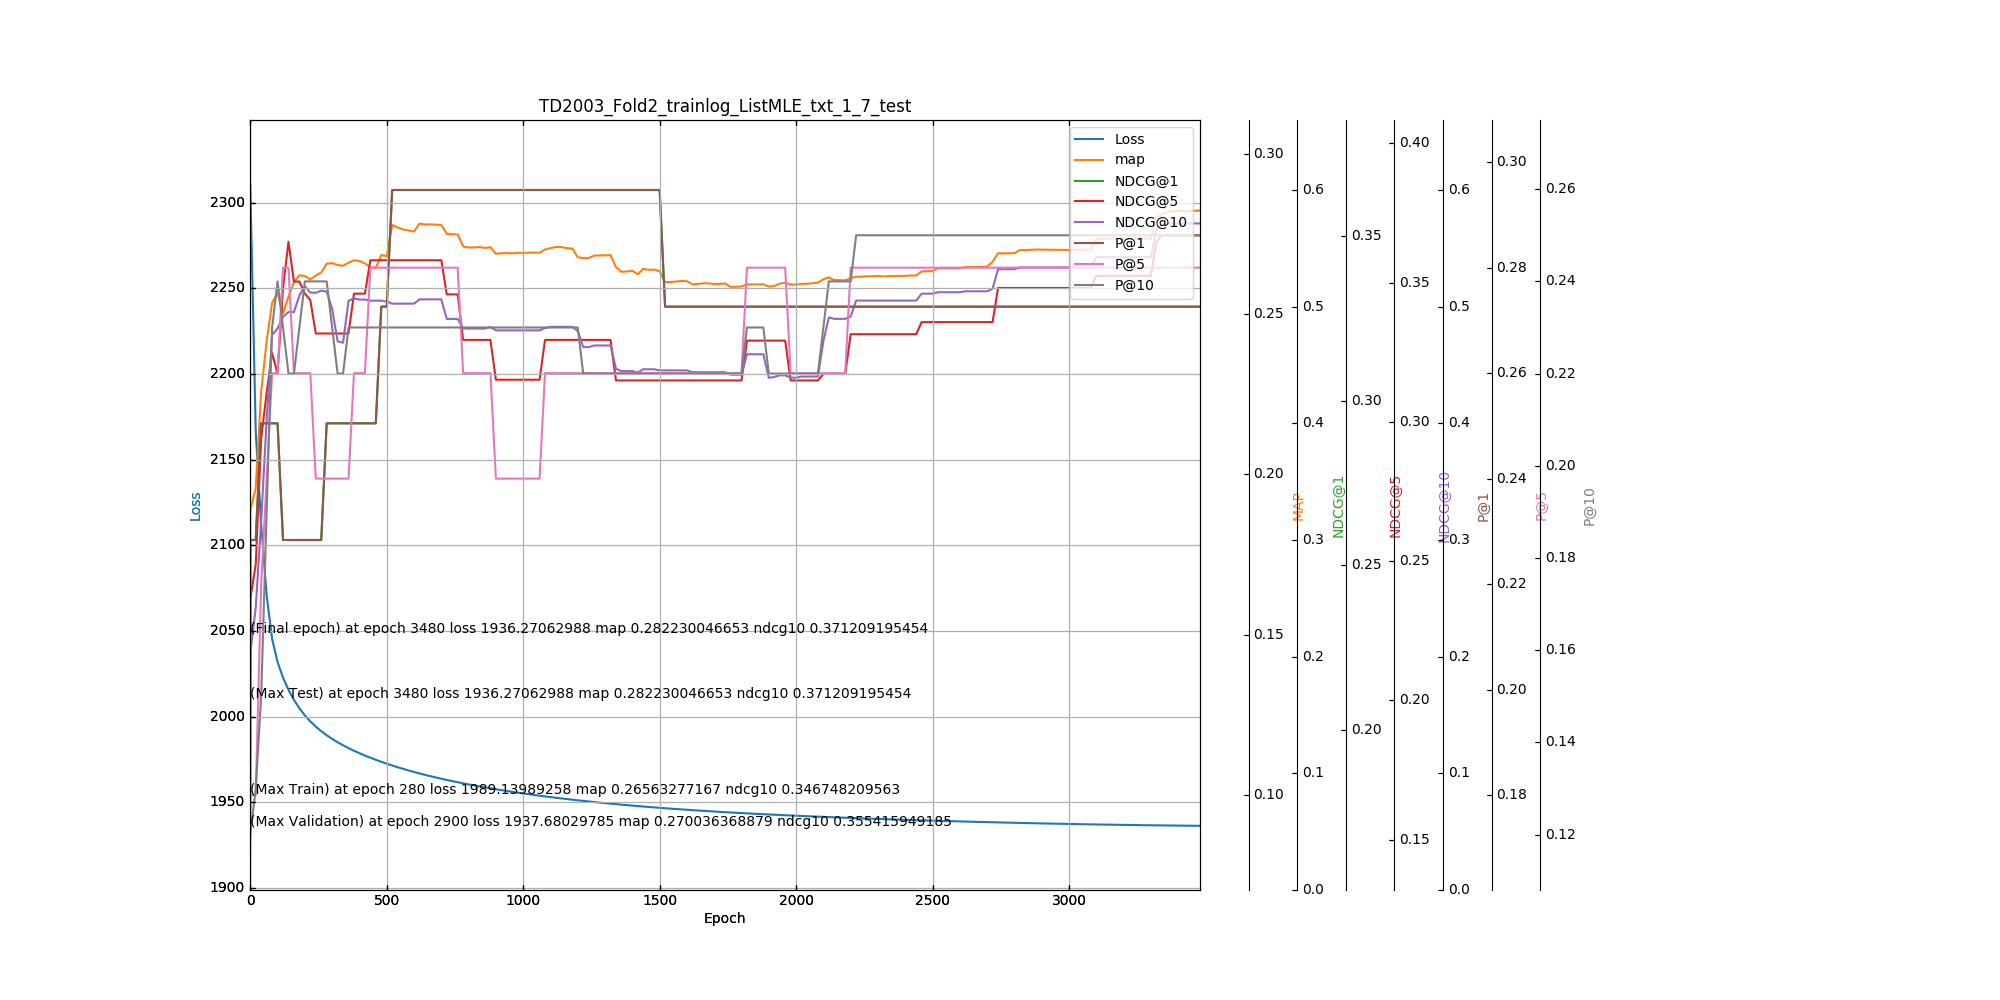 TD2003_Fold2_trainlog_ListMLE_txt_1_7_test
Loss
map
NDCG@1
NDCG@5
NDCG@10
P@1
P@5
P@10
2300
2250
2200
2150
2100
2050
2000
1950
1900
Loss
(Final epoch) at epoch 3480 loss 1936.27062988 map 0.282230046653 ndcg10 0.371209195454
(Max Test) at epoch 3480 loss 1936.27062988 map 0.282230046653 ndcg10 0.371209195454
(Max Train) at epoch 280 loss 1989.13989258 map 0.26563277167 ndcg10 0.346748209563
(Max Validation) at epoch 2900 loss 1937.68029785 map 0.270036368879 ndcg10 0.355415949185
0 500 1000 1500 2000 2500 3000
Epoch
0.30
0.25
0.20
0.15
0.10
MAP
0.6
0.5
0.4
0.3
0.2
0.1
0.0
NDCG@1
0.35
0.30
0.25
0.20
NDCG@5
0.40
0.35
0.30
0.25
0.20
0.15
NDCG@10
0.6
0.5
0.4
0.3
0.2
0.1
0.0
P@1
0.30
0.28
0.26
0.24
0.22
0.20
0.18
P@5
0.26
0.24
0.22
0.20
0.18
0.16
0.14
0.12
P@10